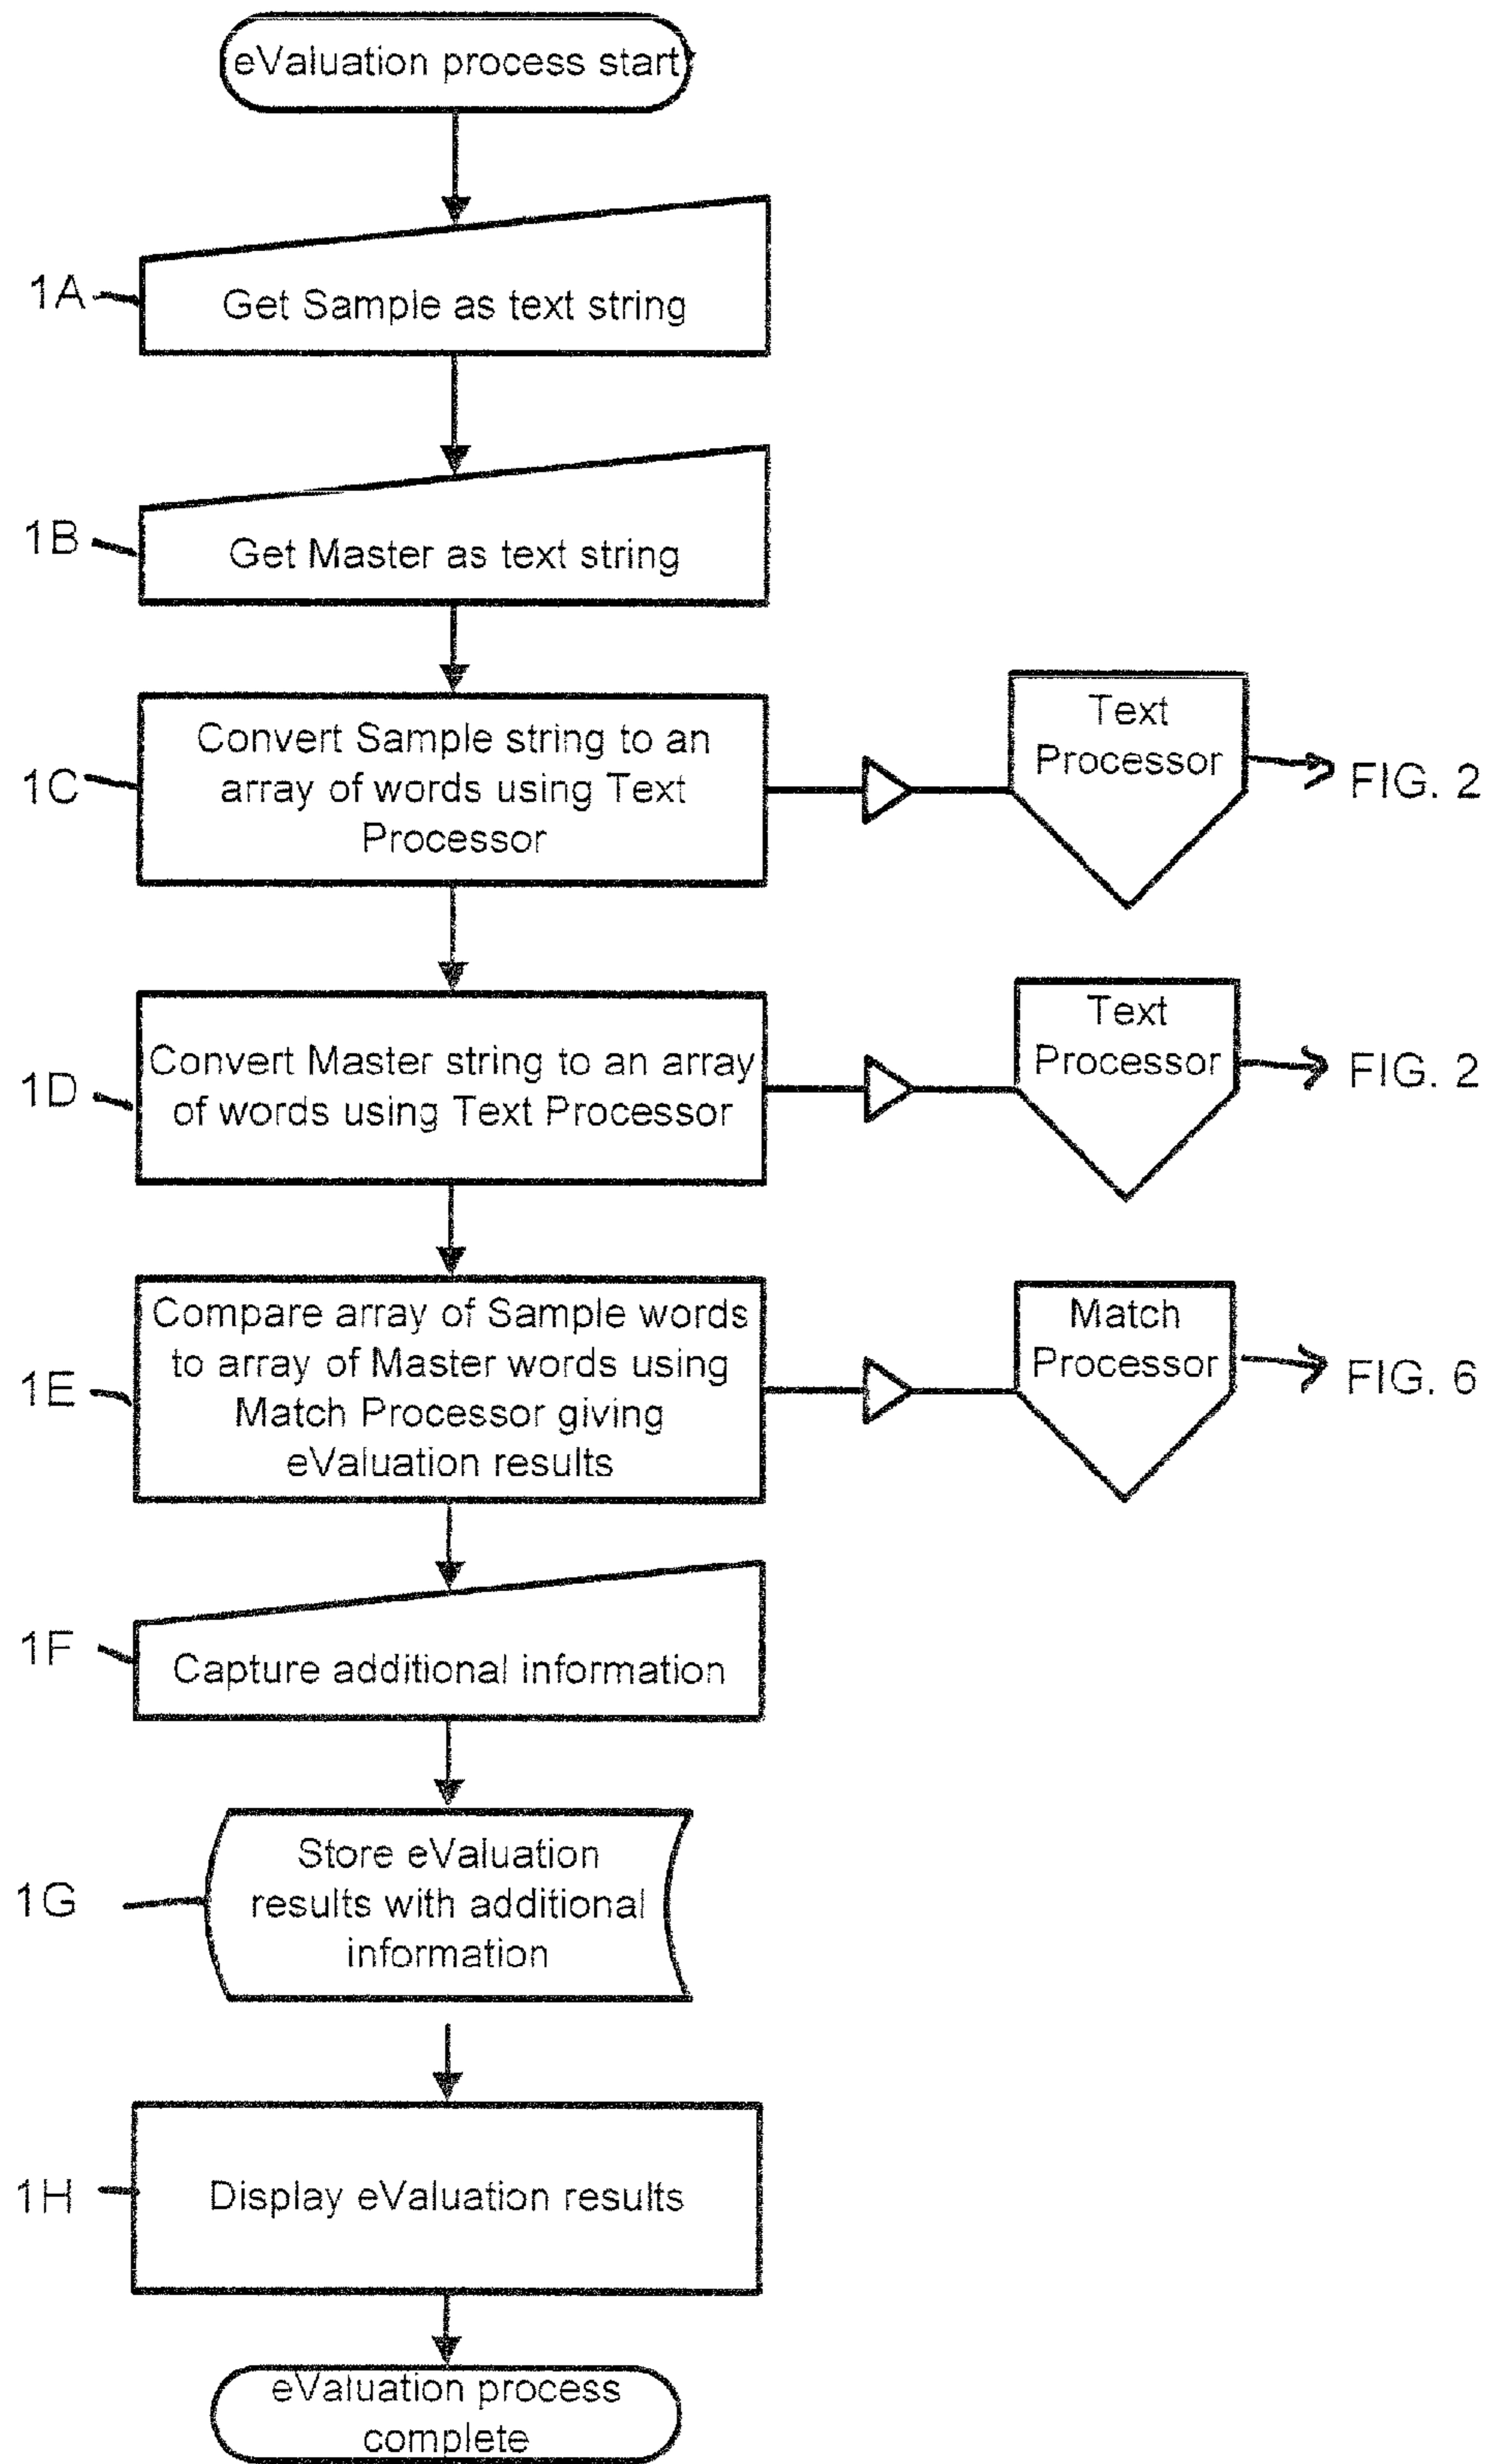 eValuation process start
1A
Get Sample as text string
1B
Get Master as text string
1C
Convert Sample string to an
array of words using Text
Processor
Text
Processor
FIG. 2
1D
Convert Master string to an array
of words using Text Processor
Text
Processor
FIG. 2
1E
Compare array of Sample words
to array of Master words using
Match Processor giving
eValuation results
Match
Processor
FIG. 6
1F
Capture additional information
1G
Store eValuation
results with additional
information
1H
Display eValuation results
eValuation process
complete